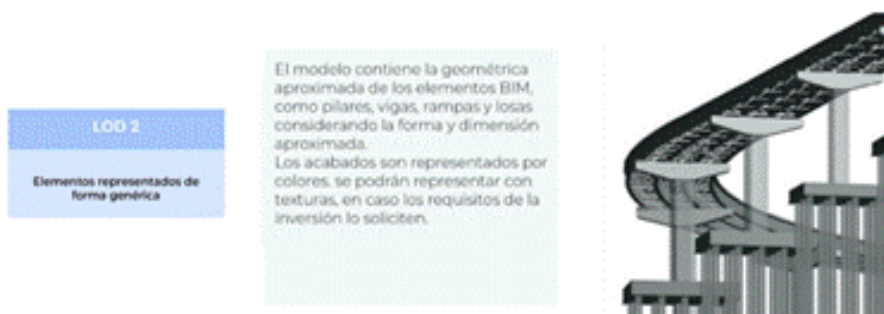 LOD 2
Elementos representados de
forma genérica
El modelo contiene la geométrica
aproximada de los elementos BIM,
como pilares, vigas, rampas y losas
considerando la forma y dimensión
aproximada.
Los acabados son representados por
colores, se podrán representar con
texturas, en caso los requisitos de la
inversión lo soliciten.